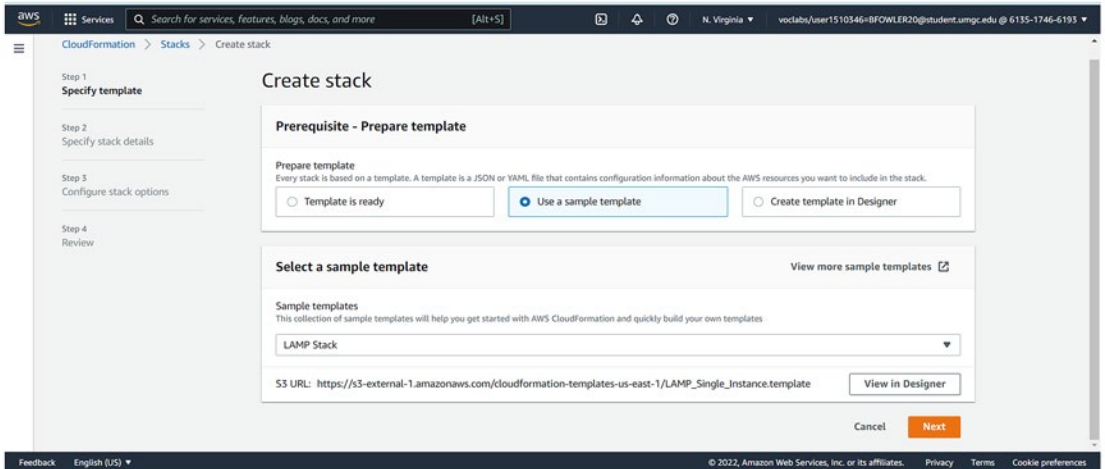 aws Services Search for services, features, blogs, docs, and more [Alt+S] N. Virginia ▼ voclabs/user1510346=BFOWLER20@student.umgc.edu @ 6135-1746-6193 ▼
CloudFormation > Stacks > Create stack
Step 1
Specify template
Step 2
Specify stack details
Step 3
Configure stack options
Step 4
Review
Create stack
Prerequisite - Prepare template
Prepare template
Every stack is based on a template. A template is a JSON or YAML file that contains configuration information about the AWS resources you want to include in the stack.
Template is ready
Use a sample template
Create template in Designer
Select a sample template
View more sample templates
Sample templates
This collection of sample templates will help you get started with AWS CloudFormation and quickly build your own templates
LAMP Stack
S3 URL: https://s3-external-1.amazonaws.com/cloudformation-templates-us-east-1/LAMP_Single_Instance.template
View in Designer
Cancel Next
Feedback English (US) ▼ © 2022, Amazon Web Services, Inc. or its affiliates. Privacy Terms Cookie preferences